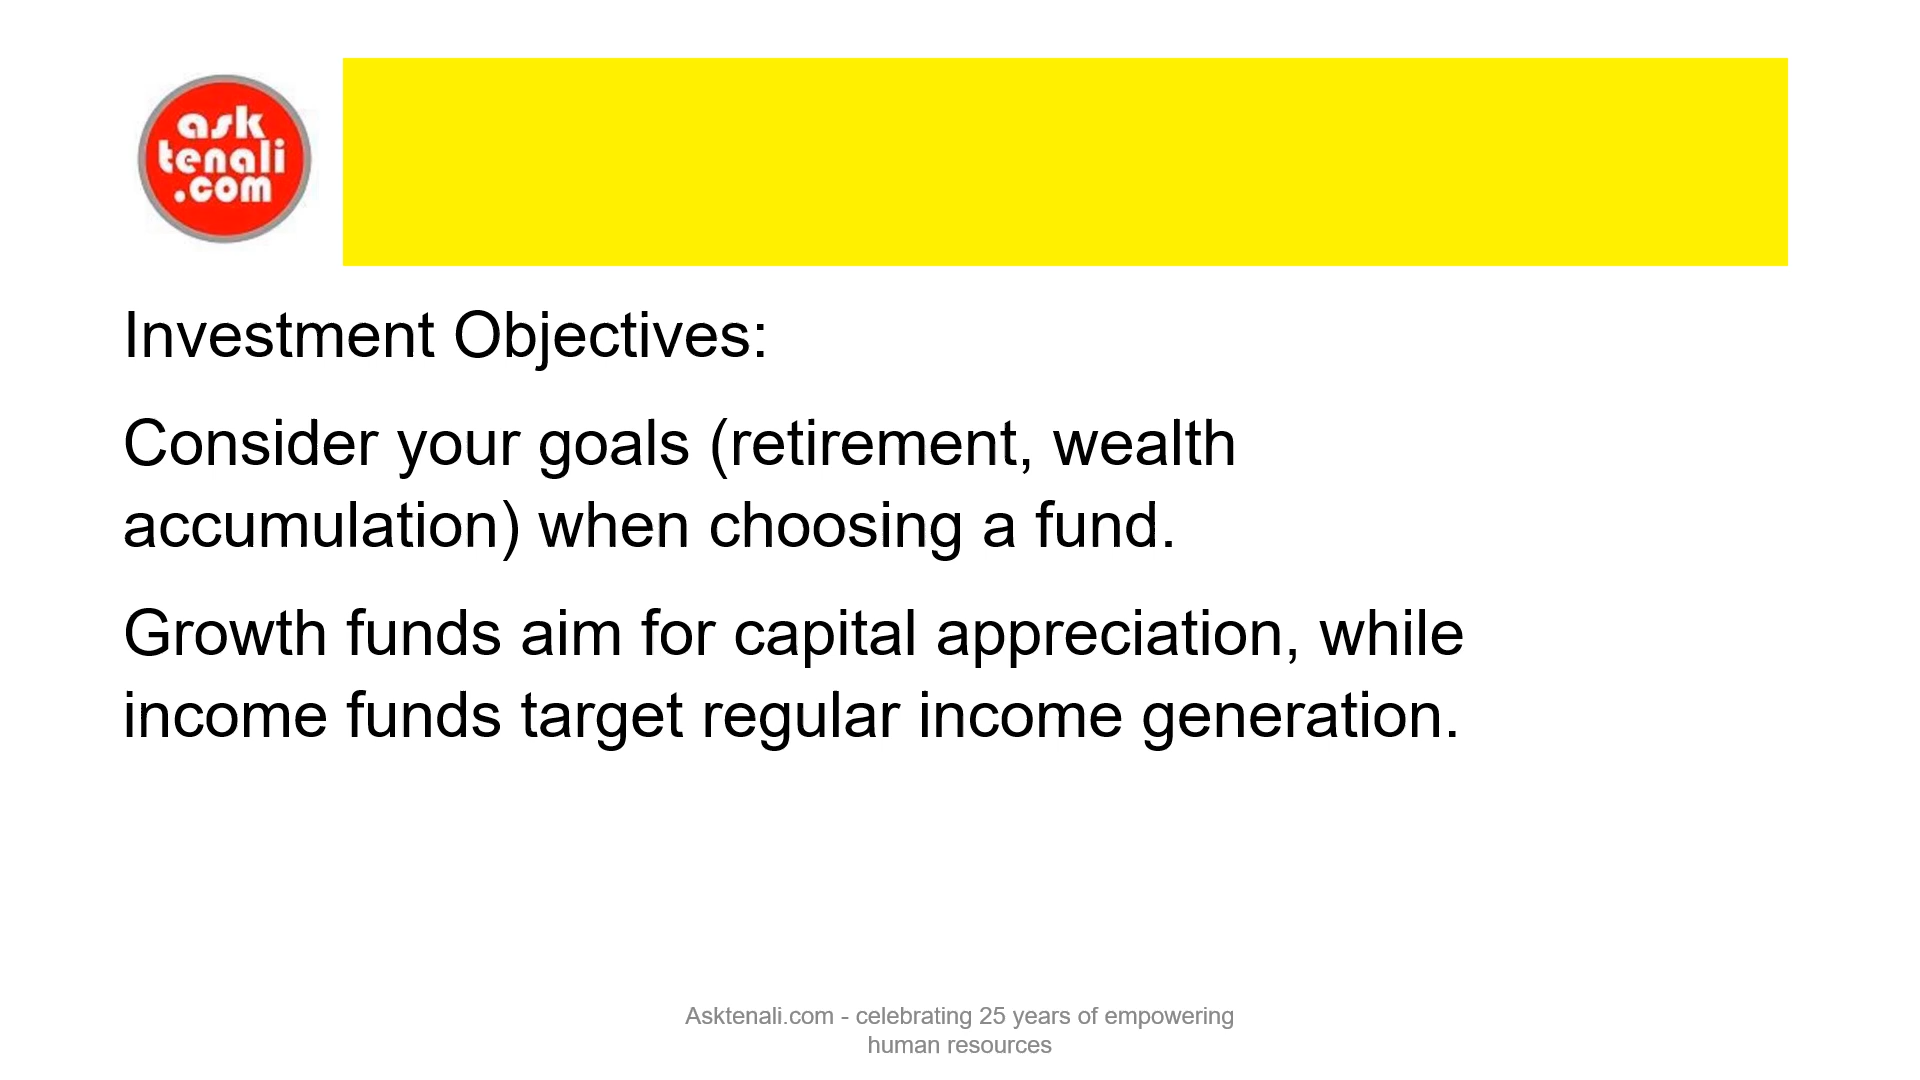 ask
tenali
.com
Investment Objectives:
Consider your goals (retirement, wealth
accumulation) when choosing a fund.
Growth funds aim for capital appreciation, while
income funds target regular income generation.
Asktenali.com - celebrating 25 years of empowering
human resources